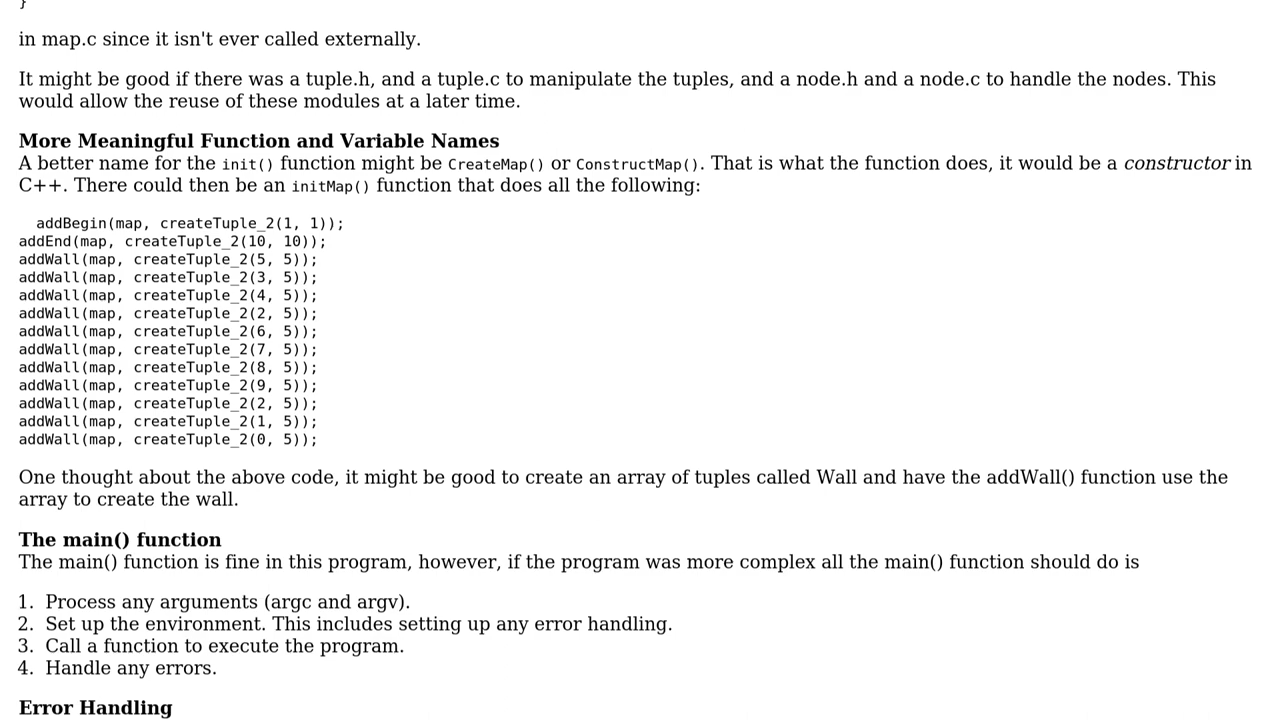 }
in map.c since it isn't ever called externally.
It might be good if there was a tuple.h, and a tuple.c to manipulate the tuples, and a node.h and a node.c to handle the nodes. This
would allow the reuse of these modules at a later time.
More Meaningful Function and Variable Names
A better name for the init() function might be CreateMap() or ConstructMap(). That is what the function does, it would be a constructor in
C++. There could then be an initMap() function that does all the following:
addBegin(map, createTuple_2(1, 1));
addEnd(map, createTuple_2(10, 10));
addWall(map, createTuple_2(5, 5));
addWall(map, createTuple_2(3, 5));
addWall(map, createTuple_2(4, 5));
addWall(map, createTuple_2(2, 5));
addWall(map, createTuple_2(6, 5));
addWall(map, createTuple_2(7, 5));
addWall(map, createTuple_2(8, 5));
addWall(map, createTuple_2(9, 5));
addWall(map, createTuple_2(2, 5));
addWall(map, createTuple_2(1, 5));
addWall(map, createTuple_2(0, 5));
One thought about the above code, it might be good to create an array of tuples called Wall and have the addWall() function use the
array to create the wall.
The main() function
The main() function is fine in this program, however, if the program was more complex all the main() function should do is
1. Process any arguments (argc and argv).
2. Set up the environment. This includes setting up any error handling.
3. Call a function to execute the program.
4. Handle any errors.
Error Handling